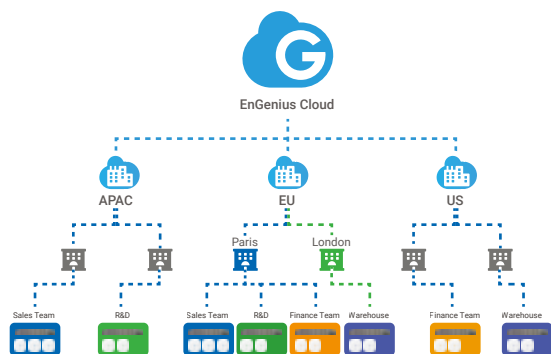 EnGenius Cloud
APAC
EU
US
Paris
London
Sales Team
R&D
Sales Team
R&D
Finance Team
Warehouse
Finance Team
Warehouse